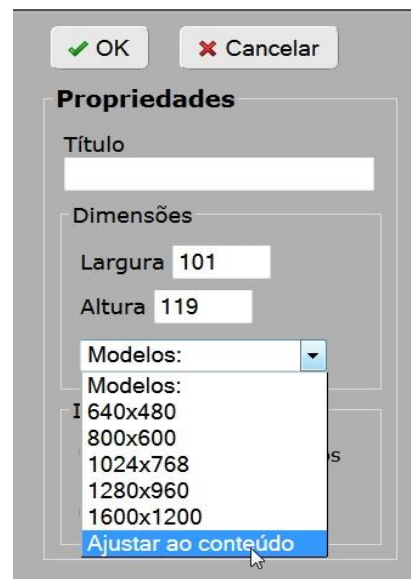 OK Cancelar
Propriedades
Título
Dimensões
Largura 101
Altura 119
Modelos:
Modelos:
640x480
800x600
1024x768
1280x960
1600x1200
Ajustar ao conteúdo